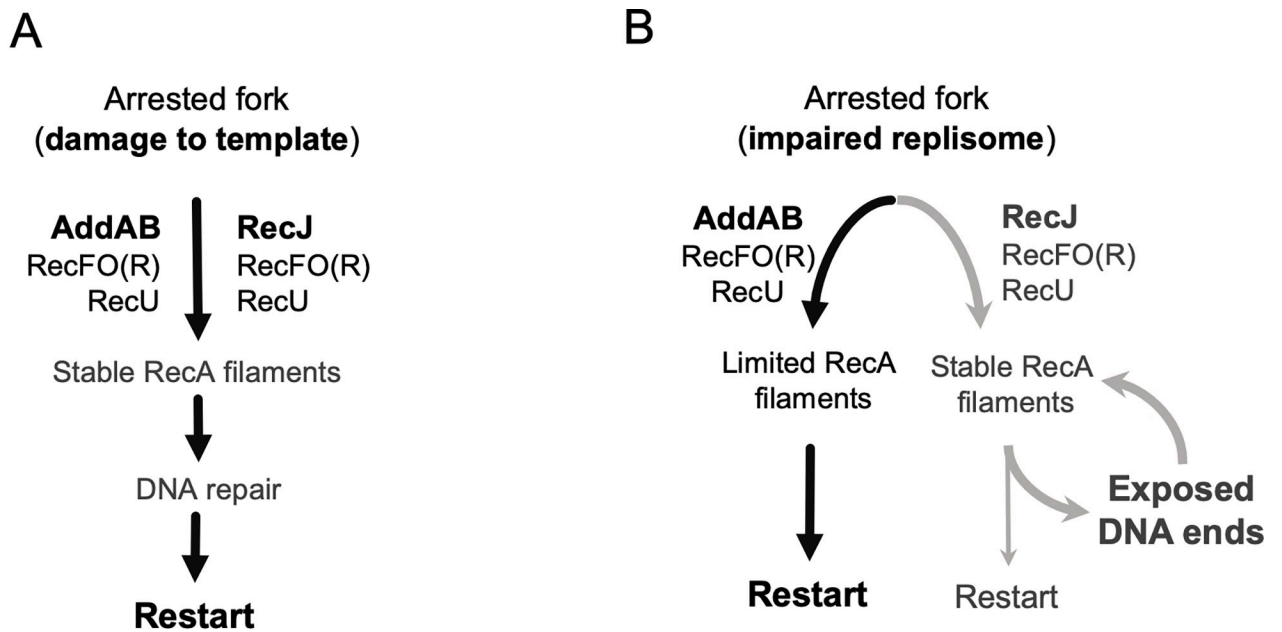 A
Arrested fork
(damage to template)
AddAB
RecFO(R)
RecU
RecJ
RecFO(R)
RecU
Stable RecA filaments
DNA repair
Restart
B
Arrested fork
(impaired replisome)
AddAB
RecFO(R)
RecU
RecJ
RecFO(R)
RecU
Limited RecA
filaments
Stable RecA
filaments
Exposed
DNA ends
Restart
Restart